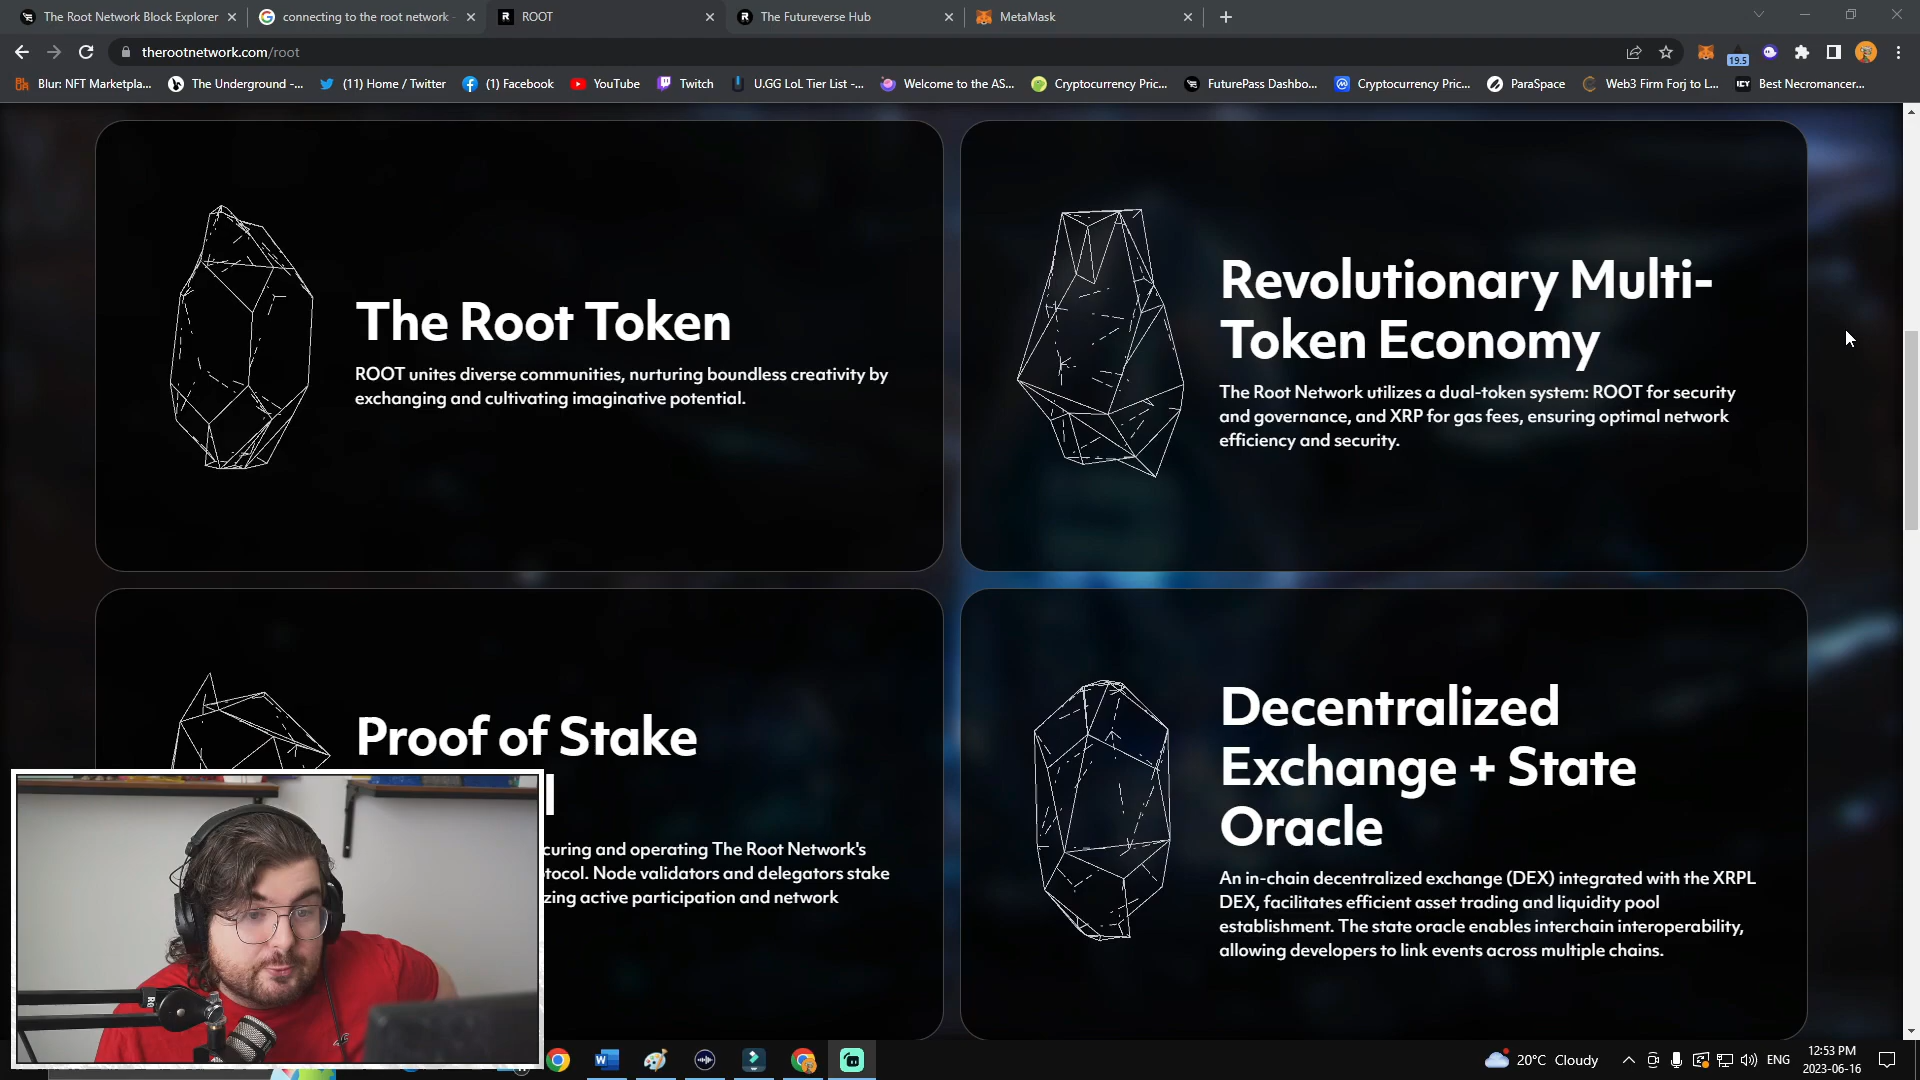 The Root Network Block Explorer
connecting to the root network -
ROOT
The Futureverse Hub
MetaMask
therootnetwork.com/root
19.5
Blur: NFT Marketpla...
The Underground -...
(11) Home / Twitter
(1) Facebook
YouTube
Twitch
U.GG LoL Tier List -...
Welcome to the AS...
Cryptocurrency Pric...
FuturePass Dashbo...
Cryptocurrency Pric...
ParaSpace
Web3 Firm Forj to L...
Best Necromancer...
The Root Token
ROOT unites diverse communities, nurturing boundless creativity by
exchanging and cultivating imaginative potential.
Revolutionary Multi-
Token Economy
The Root Network utilizes a dual-token system: ROOT for security
and governance, and XRP for gas fees, ensuring optimal network
efficiency and security.
Proof of Stake
l
curing and operating The Root Network's
tocol. Node validators and delegators stake
zing active participation and network
Decentralized
Exchange + State
Oracle
An in-chain decentralized exchange (DEX) integrated with the XRPL
DEX, facilitates efficient asset trading and liquidity pool
establishment. The state oracle enables interchain interoperability,
allowing developers to link events across multiple chains.
20°C Cloudy
ENG
12:53 PM
2023-06-16